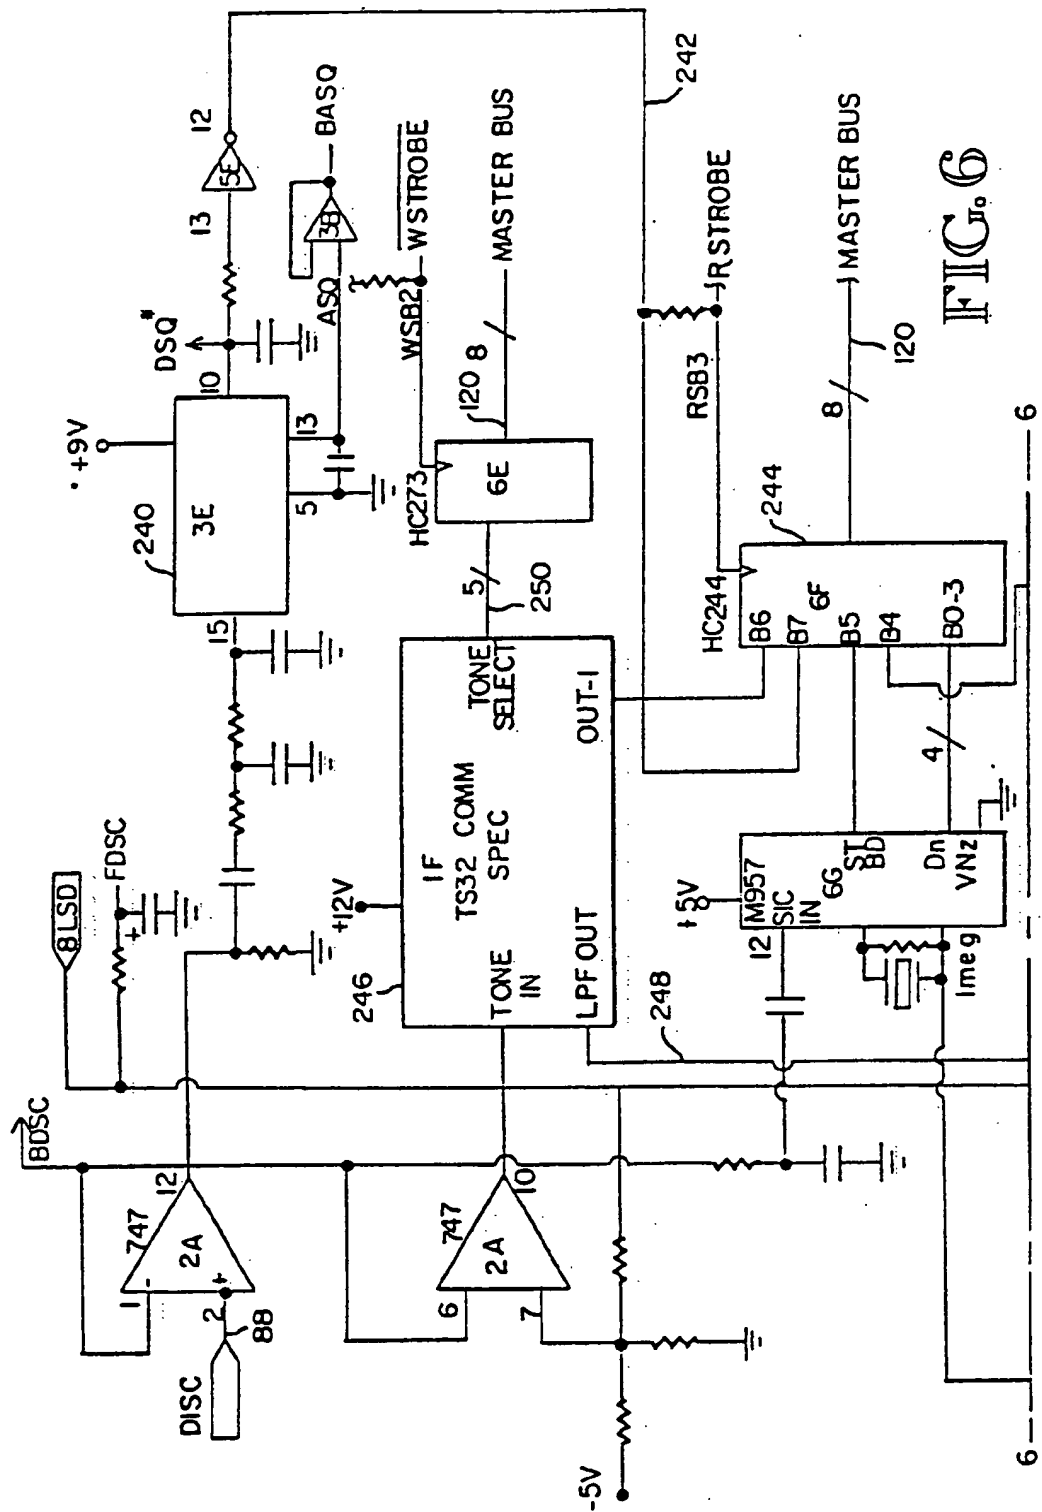 DISC
88
1
2
-
+
747
2A
12
BDSC
8LSD
FDSC
+
15
240
3E
+9V
10
DSQ*
5
13
13
5E
12
3B
BASQ
ASQ
242
-5V
6
7
747
2A
10
246
TONE
IN
LPF OUT
+12V
1F
TS32 COMM
SPEC
TONE
SELECT
OUT-1
248
5
250
HC273
6E
WSB2
WSTROBE
120
8
MASTER BUS
12
+5V
M957
SIC
IN
6G
ST
BD
Dn
VNz
1meg
4
HC244
244
B6
B7
6F
B5
B4
B0-3
RSB3
RSTROBE
8
120
MASTER BUS
6
6
FIG. 6